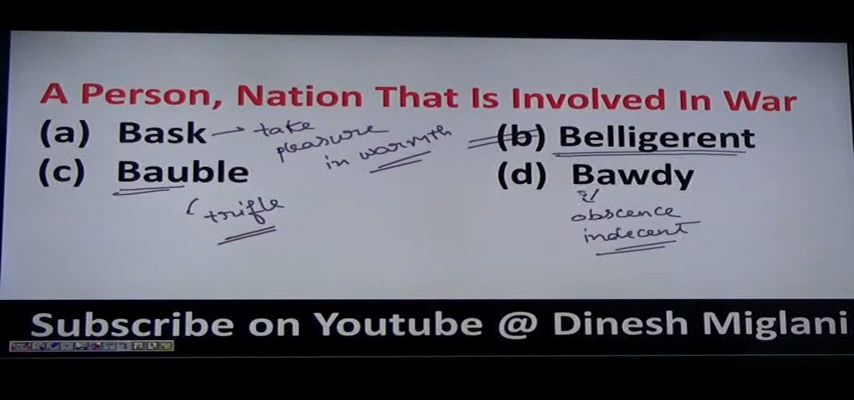 A Person, Nation That Is Involved In War
(a) Bask → take pleasure in warmth
(b) Belligerent
(c) Bauble
trifle
(d) Bawdy
obscence
indecent
Subscribe on Youtube @ Dinesh Miglani